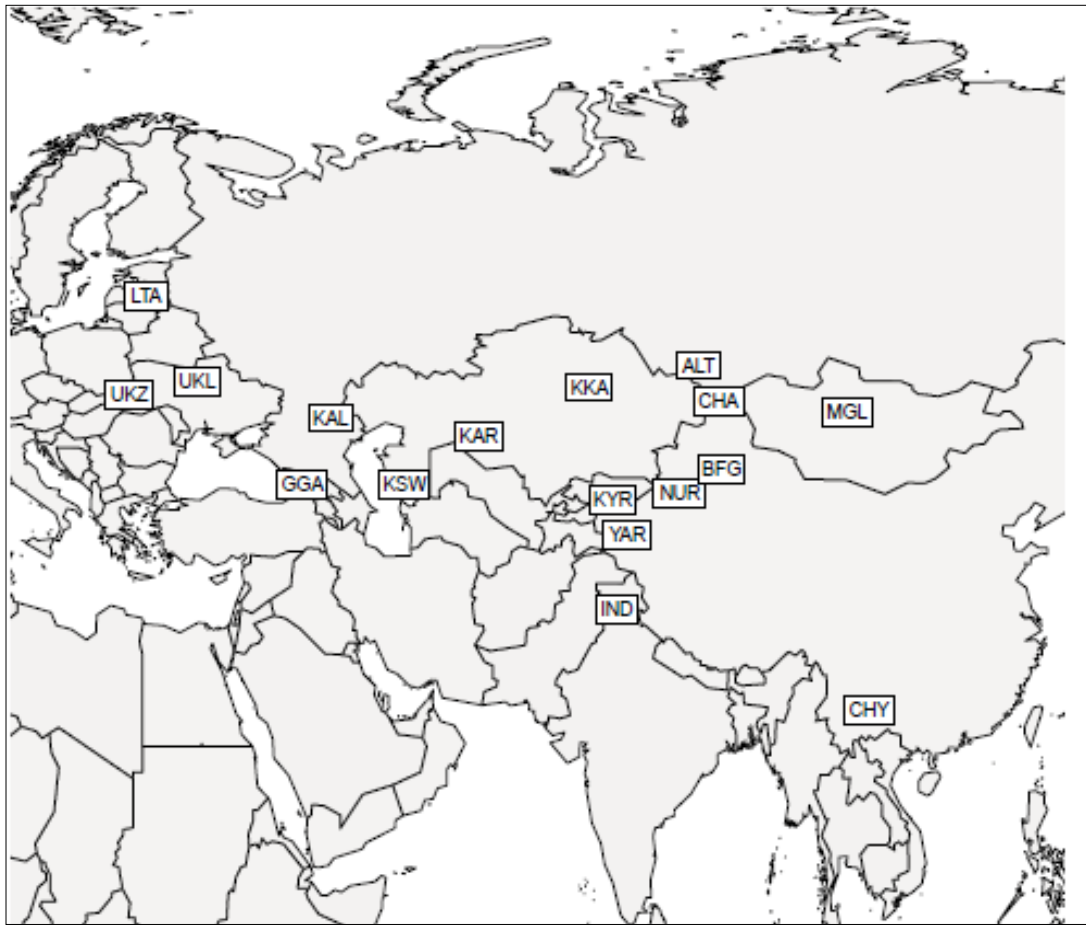 LTA
ALT
UKL
UKZ
KKA
CHA
MGL
KAL
KAR
BFG
GGA
KSW
NUR
KYR
YAR
IND
CHY